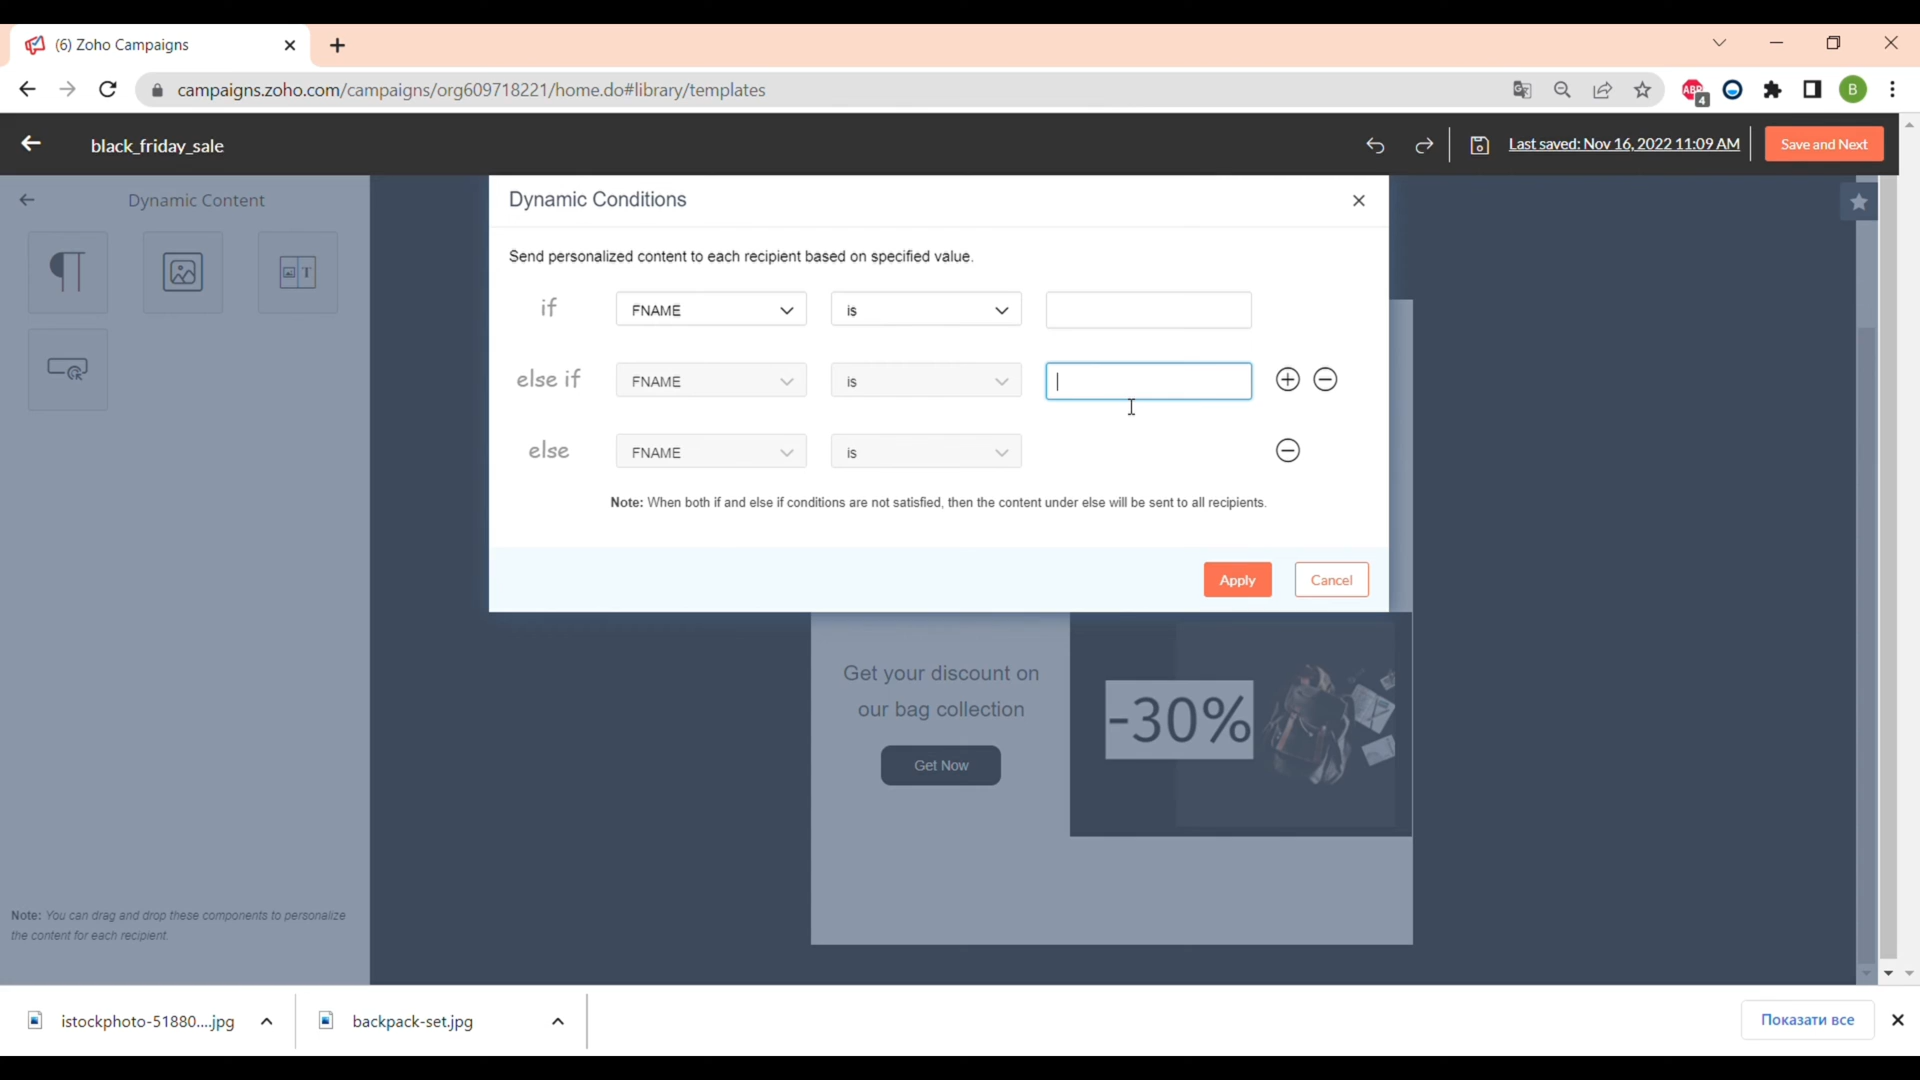 (6) Zoho Campaigns
campaigns.zoho.com/campaigns/org609718221/home.do#library/templates
ABP
4
B
black_friday_sale
Last saved: Nov 16, 2022 11:09 AM
Save and Next
Dynamic Content
T
Dynamic Conditions
Send personalized content to each recipient based on specified value.
if
FNAME
is
else if
FNAME
is
else
FNAME
is
Note: When both if and else if conditions are not satisfied, then the content under else will be sent to all recipients.
Apply
Cancel
Get your discount on
our bag collection
Get Now
-30%
Note: You can drag and drop these components to personalize
the content for each recipient.
istockphoto-51880....jpg
backpack-set.jpg
Показати все